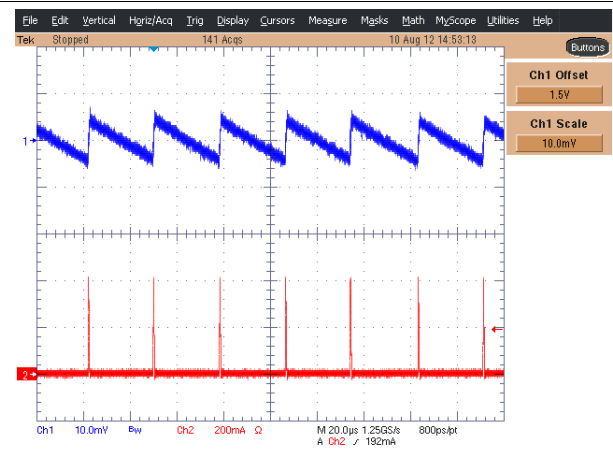 File Edit Vertical Horiz/Acq Trig Display Cursors Measure Masks Math MyScope Utilities Help
Tek Stopped 141 Acqs 10 Aug 12 14:53:13
Buttons
Ch1 Offset
1.5V
Ch1 Scale
10.0mV
1
2
Ch1 10.0mV Bw Ch2 200mA Ω M 20.0µs 1.25GS/s 800ps/pt
A Ch2 ∕ 192mA